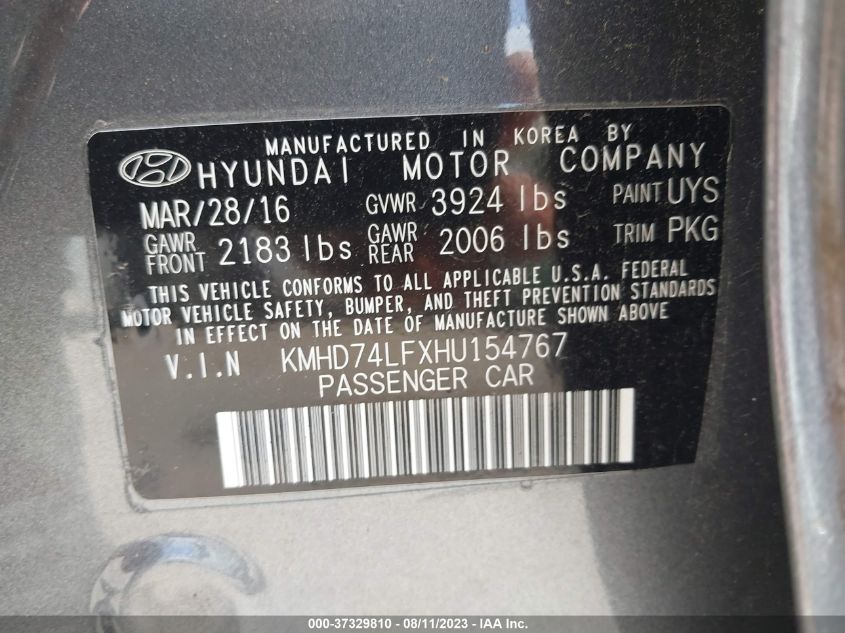 MANUFACTURED IN KOREA BY
HYUNDAI MOTOR COMPANY
MAR/28/16 GVWR 3924 lbs PAINT UYS
GAWR FRONT 2183 lbs GAWR REAR 2006 lbs TRIM PKG
THIS VEHICLE CONFORMS TO ALL APPLICABLE U.S.A. FEDERAL
MOTOR VEHICLE SAFETY, BUMPER, AND THEFT PREVENTION STANDARDS
IN EFFECT ON THE DATE OF MANUFACTURE SHOWN ABOVE
V.I.N KMHD74LFXHU154767
PASSENGER CAR
000-37329810 - 08/11/2023 - IAA Inc.